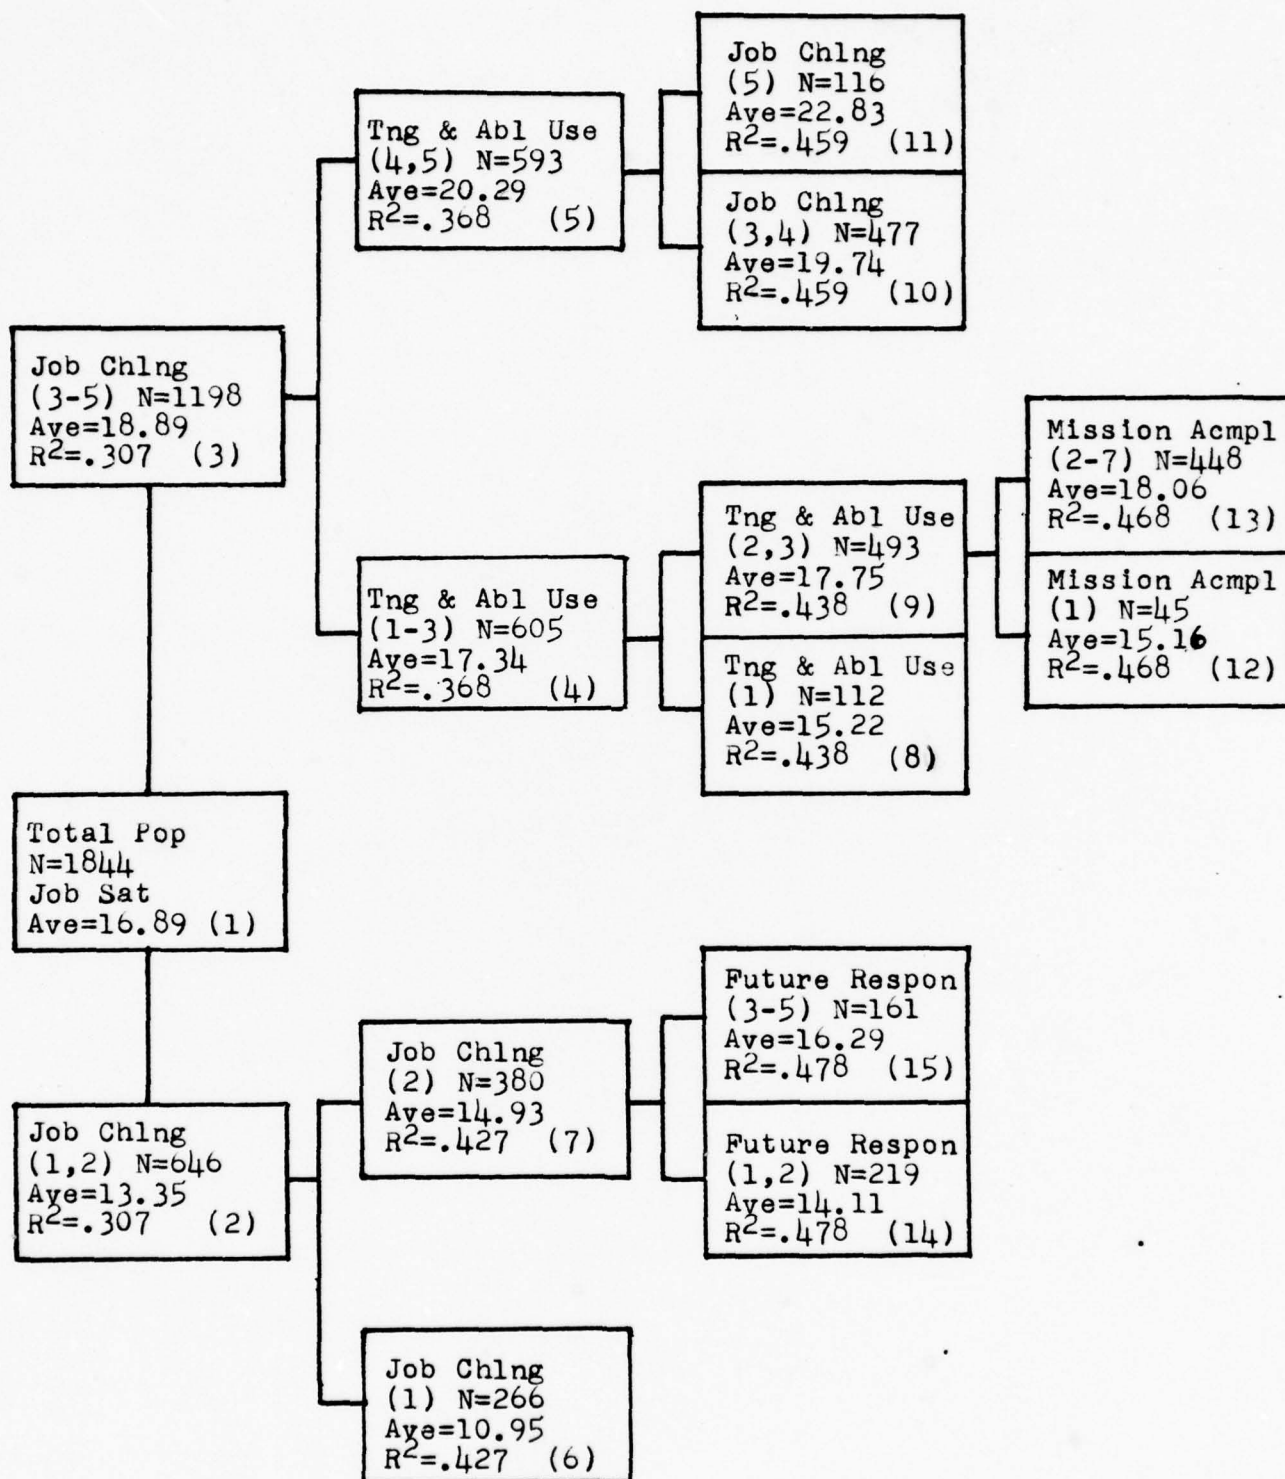 Job Chlng
(5) N=116
Ave=22.83
R²=.459 (11)
Tng & Abl Use
(4,5) N=593
Ave=20.29
R²=.368 (5)
Job Chlng
(3,4) N=477
Ave=19.74
R²=.459 (10)
Job Chlng
(3-5) N=1198
Ave=18.89
R²=.307 (3)
Mission Acmpl
(2-7) N=448
Ave=18.06
R²=.468 (13)
Tng & Abl Use
(2,3) N=493
Ave=17.75
R²=.438 (9)
Mission Acmpl
(1) N=45
Ave=15.16
R²=.468 (12)
Tng & Abl Use
(1-3) N=605
Ave=17.34
R²=.368 (4)
Tng & Abl Use
(1) N=112
Ave=15.22
R²=.438 (8)
Total Pop
N=1844
Job Sat
Ave=16.89 (1)
Future Respon
(3-5) N=161
Ave=16.29
R²=.478 (15)
Job Chlng
(2) N=380
Ave=14.93
R²=.427 (7)
Future Respon
(1,2) N=219
Ave=14.11
R²=.478 (14)
Job Chlng
(1,2) N=646
Ave=13.35
R²=.307 (2)
Job Chlng
(1) N=266
Ave=10.95
R²=.427 (6)